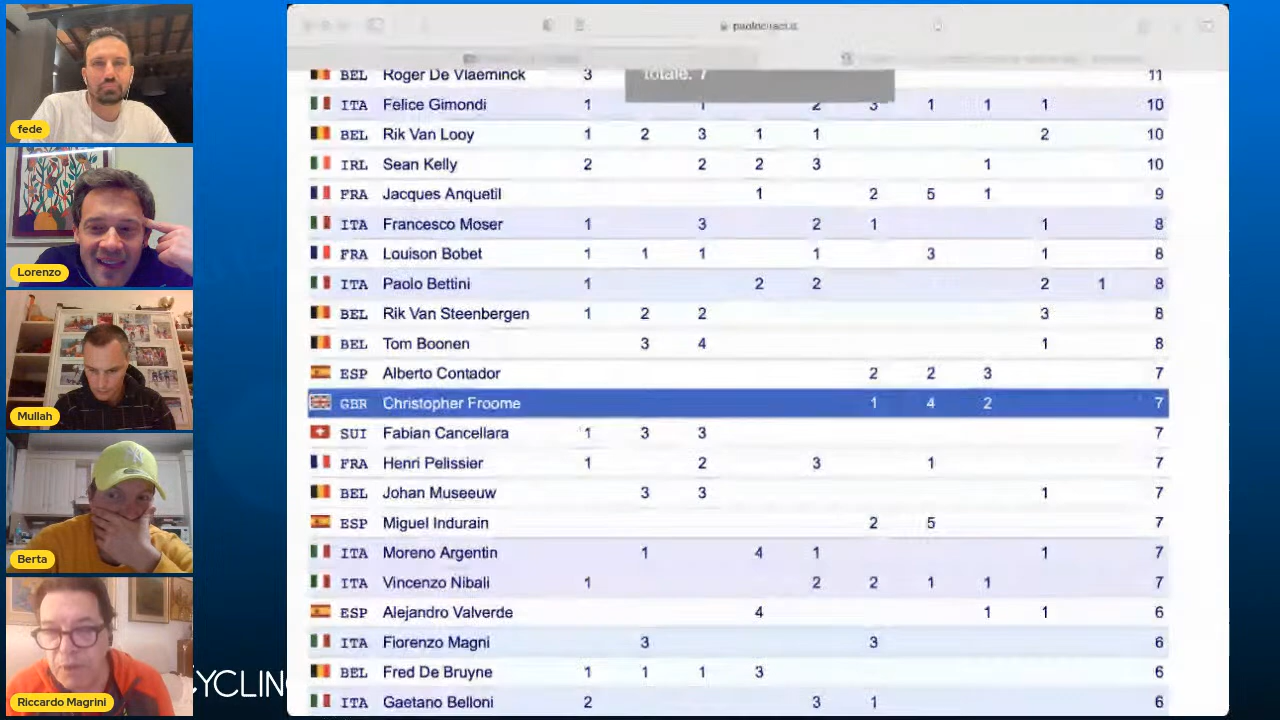 fede
Lorenzo
Mullah
Berta
Riccardo Magrini
YCLIN
totale: 7
BEL Roger De Vlaeminck 3 11
ITA Felice Gimondi 1 1 2 3 1 1 1 10
BEL Rik Van Looy 1 2 3 1 1 2 10
IRL Sean Kelly 2 2 2 3 1 10
FRA Jacques Anquetil 1 2 5 1 9
ITA Francesco Moser 1 3 2 1 1 8
FRA Louison Bobet 1 1 1 1 3 1 8
ITA Paolo Bettini 1 2 2 2 1 8
BEL Rik Van Steenbergen 1 2 2 3 8
BEL Tom Boonen 3 4 1 8
ESP Alberto Contador 2 2 3 7
GBR Christopher Froome 1 4 2 7
SUI Fabian Cancellara 1 3 3 7
FRA Henri Pelissier 1 2 3 1 7
BEL Johan Museeuw 3 3 1 7
ESP Miguel Indurain 2 5 7
ITA Moreno Argentin 1 4 1 1 7
ITA Vincenzo Nibali 1 2 2 1 1 7
ESP Alejandro Valverde 4 1 1 6
ITA Fiorenzo Magni 3 3 6
BEL Fred De Bruyne 1 1 1 3 6
ITA Gaetano Belloni 2 3 1 6